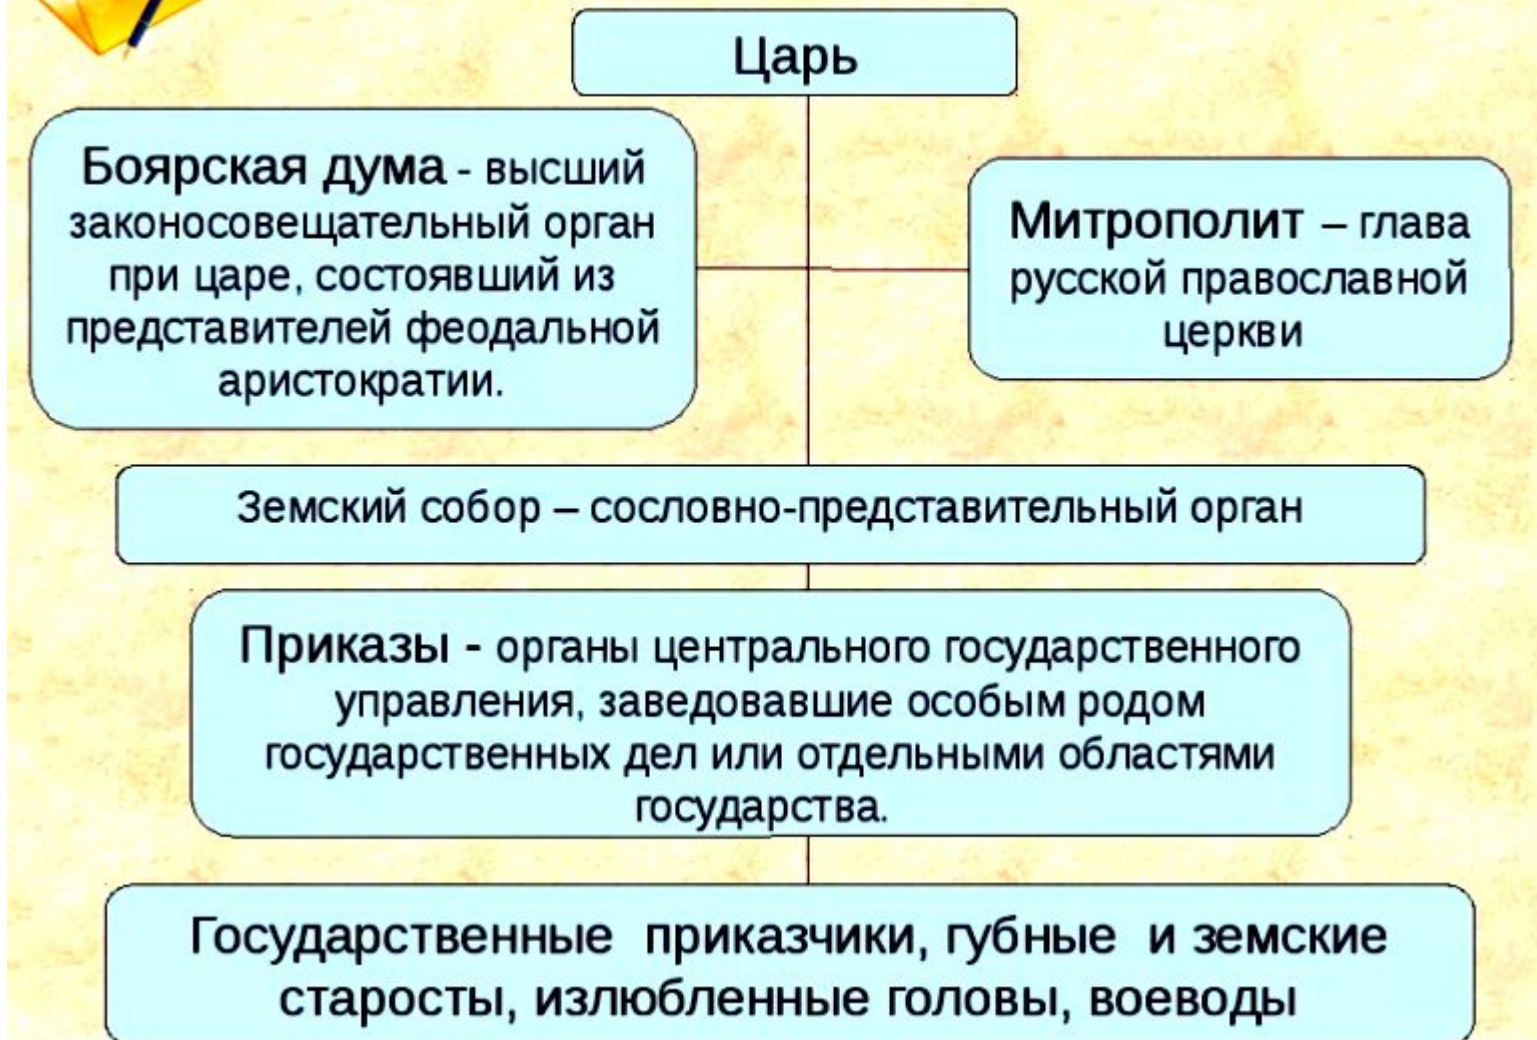 Царь
Боярская дума - высший
законосовещательный орган
при царе, состоявший из
представителей феодальной
аристократии.
Митрополит – глава
русской православной
церкви
Земский собор – сословно-представительный орган
Приказы - органы центрального государственного
управления, заведовавшие особым родом
государственных дел или отдельными областями
государства.
Государственные приказчики, губные и земские
старосты, излюбленные головы, воеводы